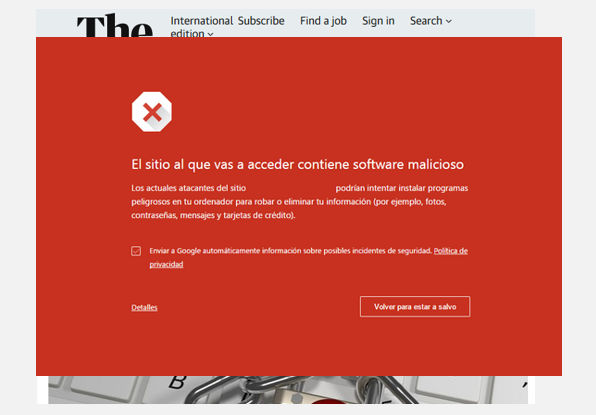 The
International Subscribe Find a job Sign in Search
edition
El sitio al que vas a acceder contiene software malicioso
Los actuales atacantes del sitio podrían intentar instalar programas
peligrosos en tu ordenador para robar o eliminar tu información (por ejemplo, fotos,
contraseñas, mensajes y tarjetas de crédito).
Enviar a Google automáticamente información sobre posibles incidentes de seguridad. Política de
privacidad
Detalles
Volver para estar a salvo
B